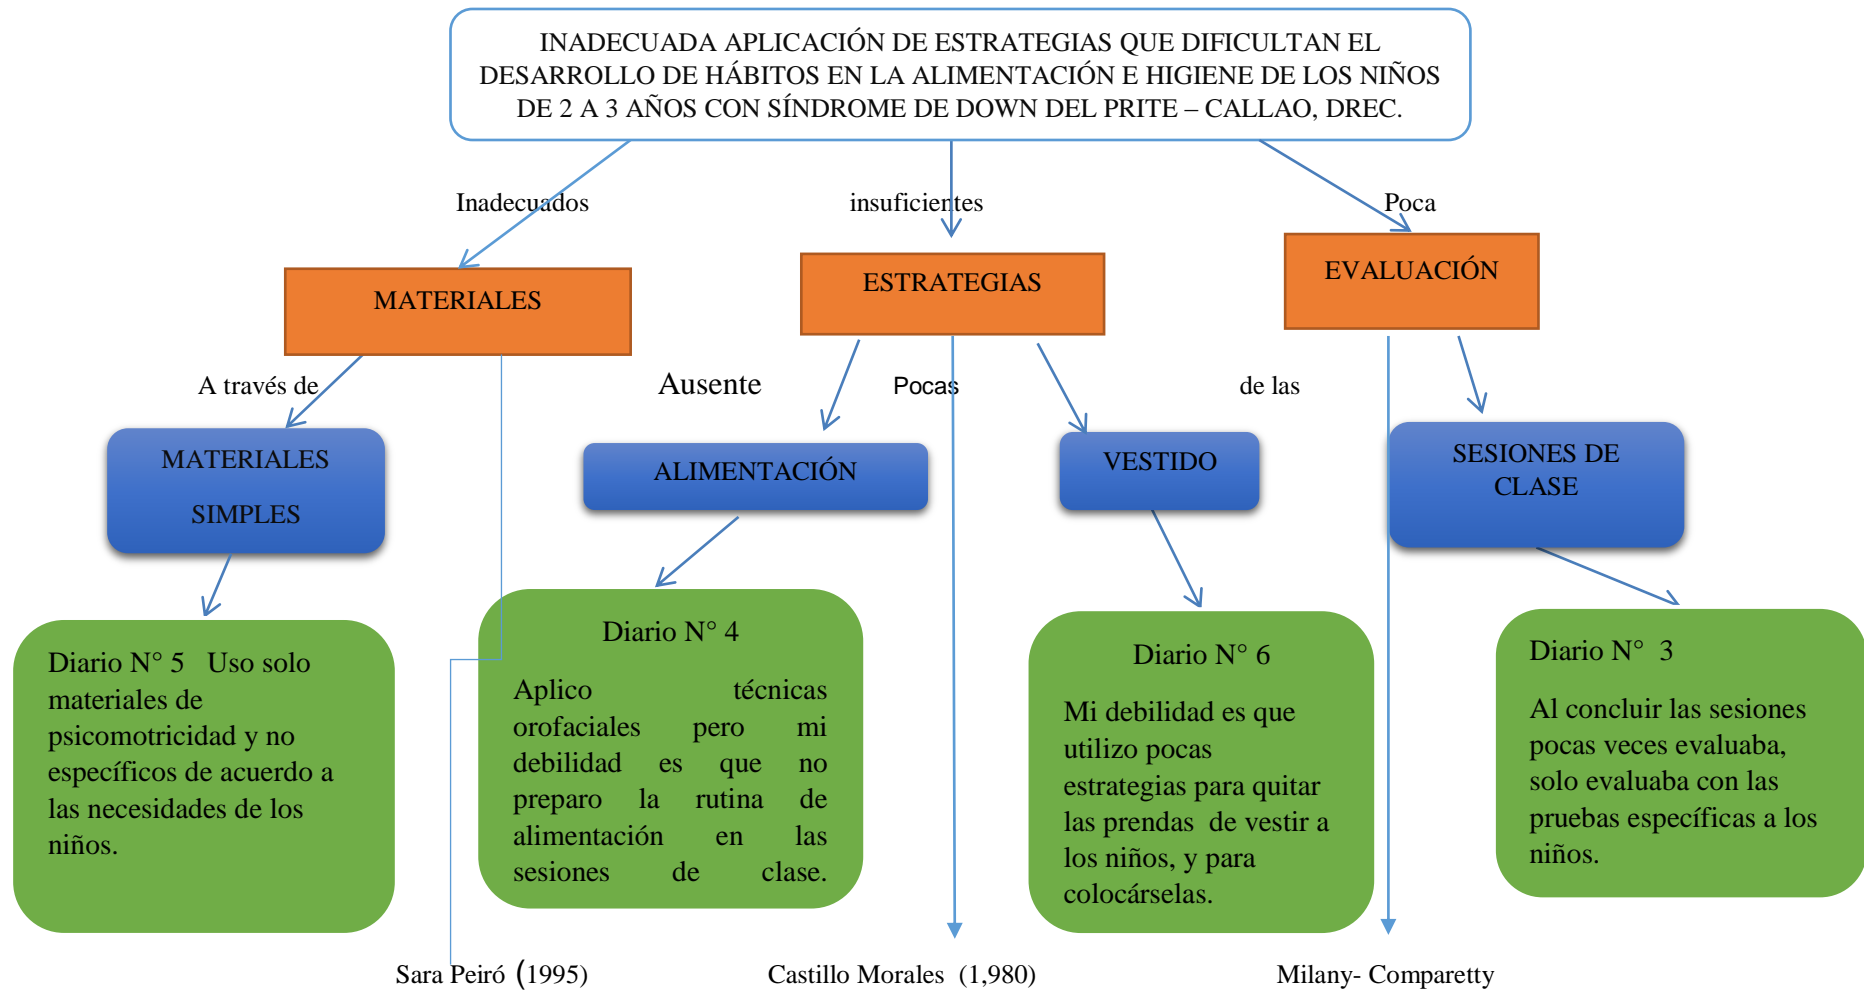 INADECUADA APLICACIÓN DE ESTRATEGIAS QUE DIFICULTAN EL
DESARROLLO DE HÁBITOS EN LA ALIMENTACIÓN E HIGIENE DE LOS NIÑOS
DE 2 A 3 AÑOS CON SÍNDROME DE DOWN DEL PRITE – CALLAO, DREC.
Inadecuados
insuficientes
Poca
MATERIALES
ESTRATEGIAS
EVALUACIÓN
A través de
Ausente
Pocas
de las
MATERIALES
SIMPLES
ALIMENTACIÓN
VESTIDO
SESIONES DE
CLASE
Diario N° 5 Uso solo
materiales de
psicomotricidad y no
específicos de acuerdo a
las necesidades de los
niños.
Diario N° 4
Aplico técnicas
orofaciales pero mi
debilidad es que no
preparo la rutina de
alimentación en las
sesiones de clase.
Diario N° 6
Mi debilidad es que
utilizo pocas
estrategias para quitar
las prendas de vestir a
los niños, y para
colocárselas.
Diario N° 3
Al concluir las sesiones
pocas veces evaluaba,
solo evaluaba con las
pruebas específicas a los
niños.
Sara Peiró (1995)
Castillo Morales (1,980)
Milany- Comparetty